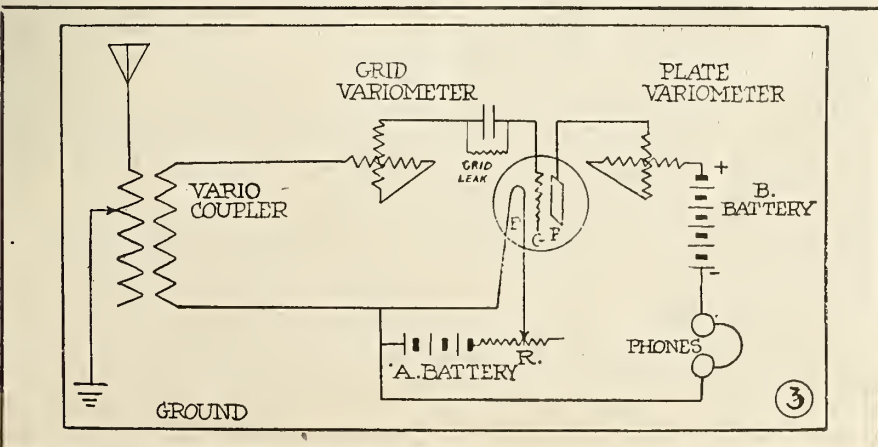 GRID
VARIOMETER
PLATE
VARIOMETER
GRID
LEAK
VARIO
COUPLER
+
B.
BATTERY
F
G
P
-
R.
A. BATTERY
PHONES
GROUND
3